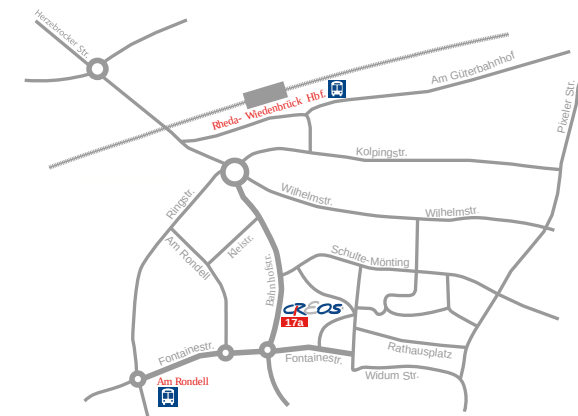 Herzebrocker Str.
Am Güterbahnhof
Pixeler Str.
Rheda- Wiedenbrück Hbf.
Kolpingstr.
Ringstr.
Wilhelmstr.
Wilhelmstr.
Kleistr.
Am Rondell
Schulte-Mönting
Bahnhofstr.
CREOS
17a
Fontainestr.
Fontainestr.
Rathausplatz
Widum Str.
Am Rondell